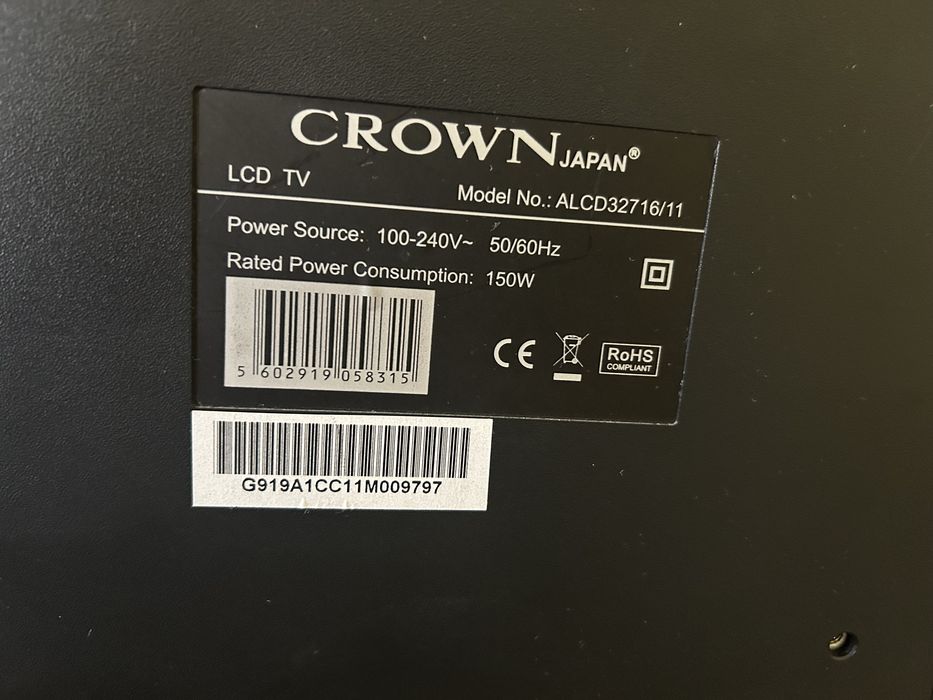 CROWN JAPAN®
LCD TV
Model No.: ALCD32716/11
Power Source: 100-240V~ 50/60Hz
Rated Power Consumption: 150W
5 602919 058315
CE
RoHS
COMPLIANT
G919A1CC11M009797